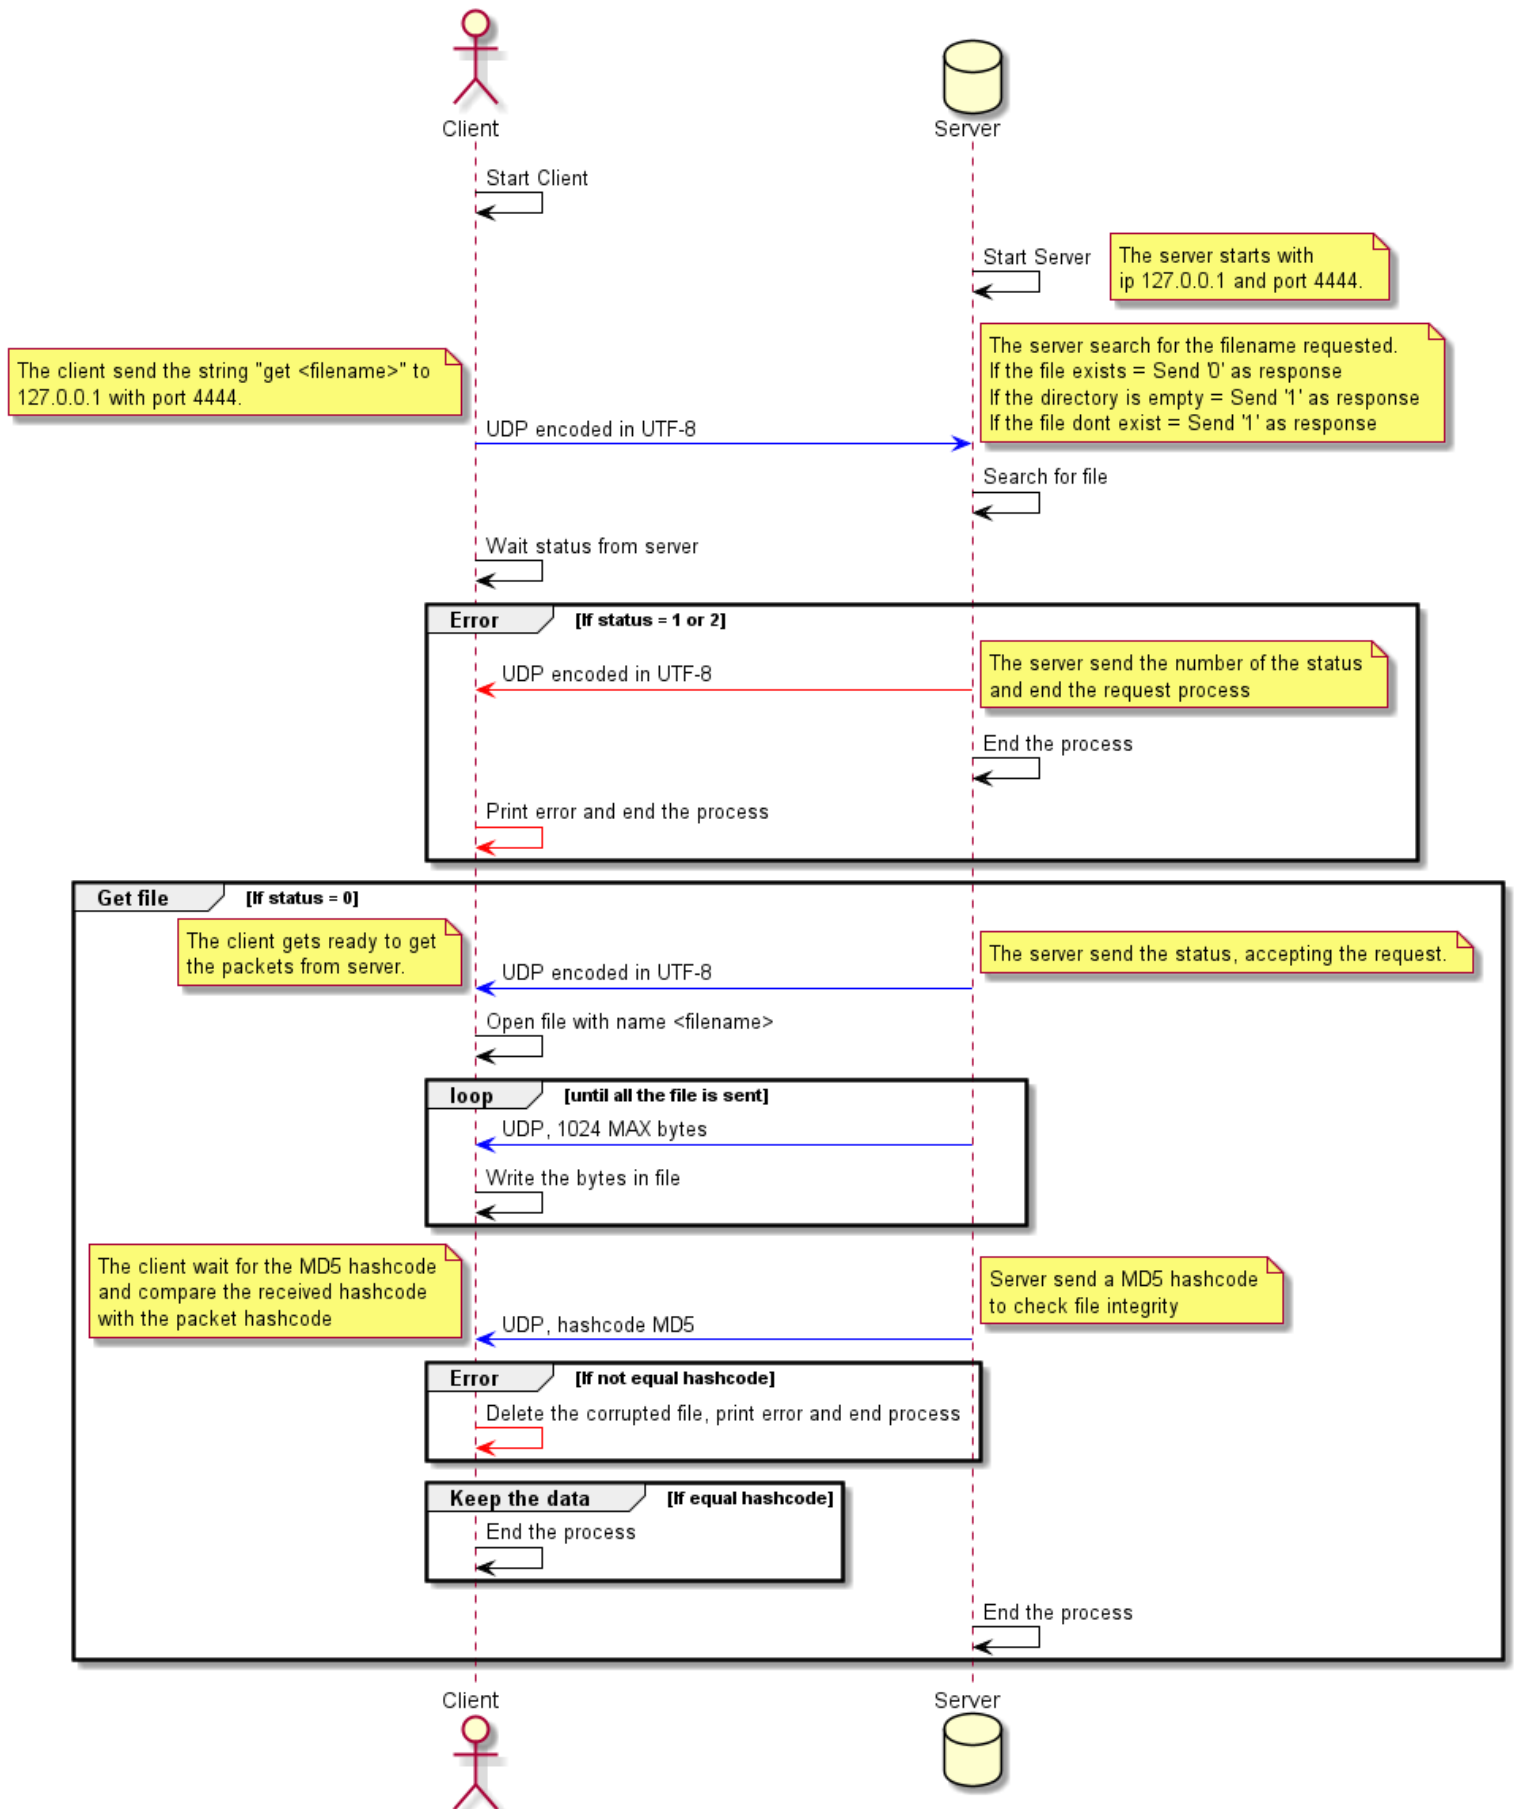 Client
Server
Start Client
Start Server
The server starts with
ip 127.0.0.1 and port 4444.
The client send the string "get <filename>" to
127.0.0.1 with port 4444.
The server search for the filename requested.
If the file exists = Send '0' as response
If the directory is empty = Send '1' as response
If the file dont exist = Send '1' as response
UDP encoded in UTF-8
Search for file
Wait status from server
Error
[If status = 1 or 2]
UDP encoded in UTF-8
The server send the number of the status
and end the request process
End the process
Print error and end the process
Get file
[If status = 0]
The client gets ready to get
the packets from server.
UDP encoded in UTF-8
The server send the status, accepting the request.
Open file with name <filename>
loop
[until all the file is sent]
UDP, 1024 MAX bytes
Write the bytes in file
The client wait for the MD5 hashcode
and compare the received hashcode
with the packet hashcode
Server send a MD5 hashcode
to check file integrity
UDP, hashcode MD5
Error
[If not equal hashcode]
Delete the corrupted file, print error and end process
Keep the data
[If equal hashcode]
End the process
End the process
Client
Server